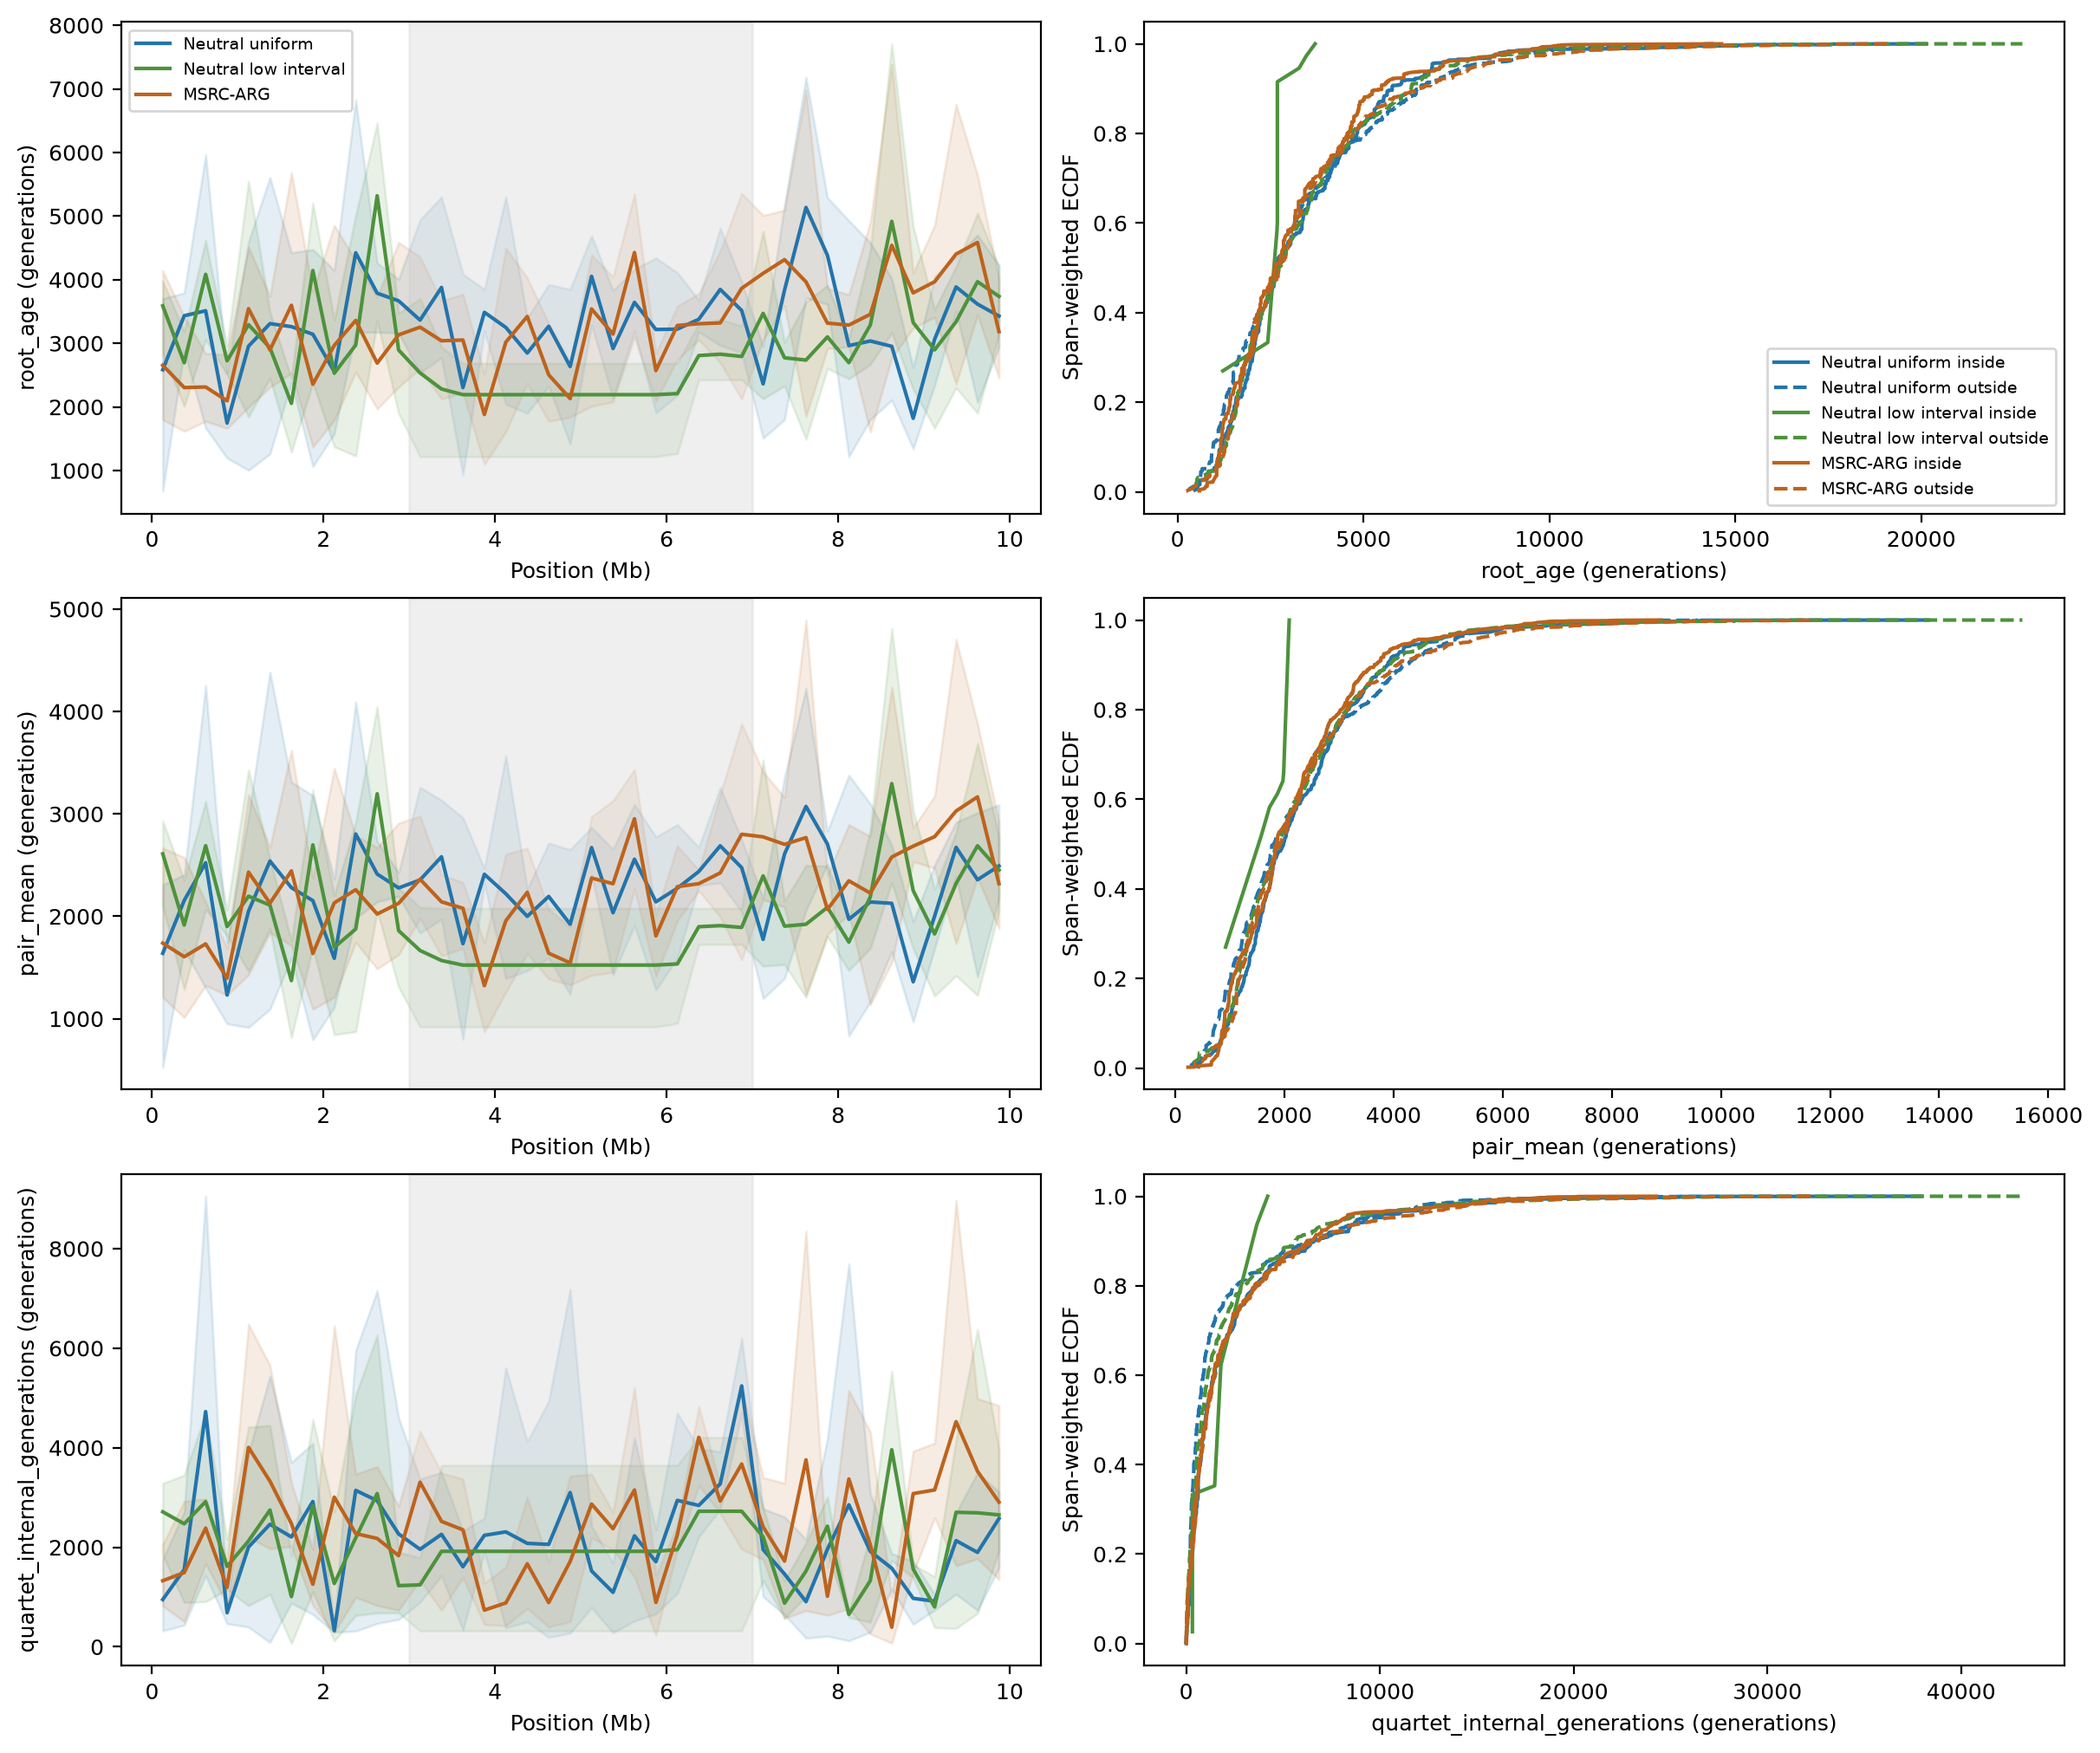 8000
7000
6000
5000
4000
3000
2000
1000
root_age (generations)
Neutral uniform
Neutral low interval
MSRC-ARG
0 2 4 6 8 10
Position (Mb)
1.0
0.8
0.6
0.4
0.2
0.0
Span-weighted ECDF
Neutral uniform inside
Neutral uniform outside
Neutral low interval inside
Neutral low interval outside
MSRC-ARG inside
MSRC-ARG outside
0 5000 10000 15000 20000
root_age (generations)
5000
4000
3000
2000
1000
pair_mean (generations)
0 2 4 6 8 10
Position (Mb)
1.0
0.8
0.6
0.4
0.2
0.0
Span-weighted ECDF
0 2000 4000 6000 8000 10000 12000 14000 16000
pair_mean (generations)
8000
6000
4000
2000
0
quartet_internal_generations (generations)
0 2 4 6 8 10
Position (Mb)
1.0
0.8
0.6
0.4
0.2
0.0
Span-weighted ECDF
0 10000 20000 30000 40000
quartet_internal_generations (generations)